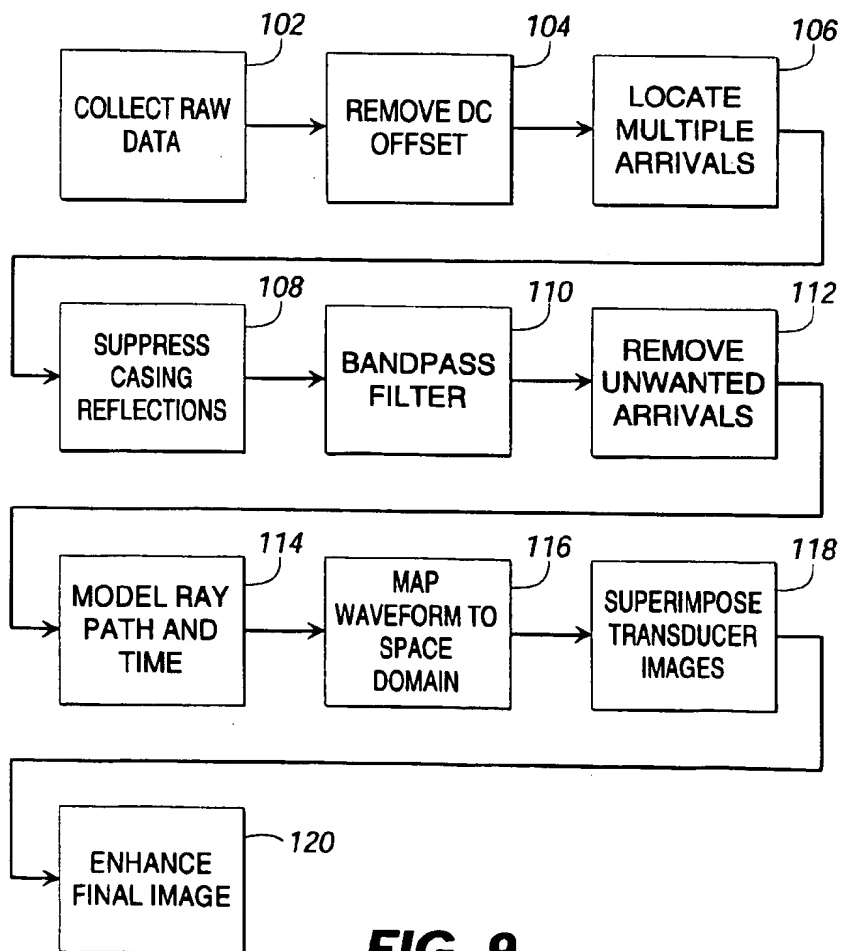 102
COLLECT RAW
DATA
104
REMOVE DC
OFFSET
106
LOCATE
MULTIPLE
ARRIVALS
108
SUPPRESS
CASING
REFLECTIONS
110
BANDPASS
FILTER
112
REMOVE
UNWANTED
ARRIVALS
114
MODEL RAY
PATH AND
TIME
116
MAP
WAVEFORM TO
SPACE
DOMAIN
118
SUPERIMPOSE
TRANSDUCER
IMAGES
120
ENHANCE
FINAL IMAGE
FIG. 9